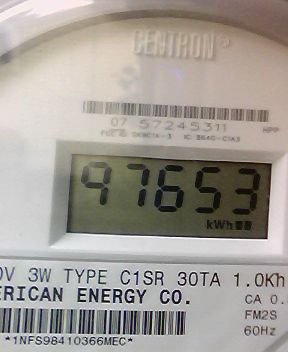 CENTRON®
07 57245311 HPP
97653
kWh
0V 3W TYPE C1SR 30TA 1.0Kh
ERICAN ENERGY CO.
CA 0.
FM2S
60Hz
*1NFS98410366MEC*